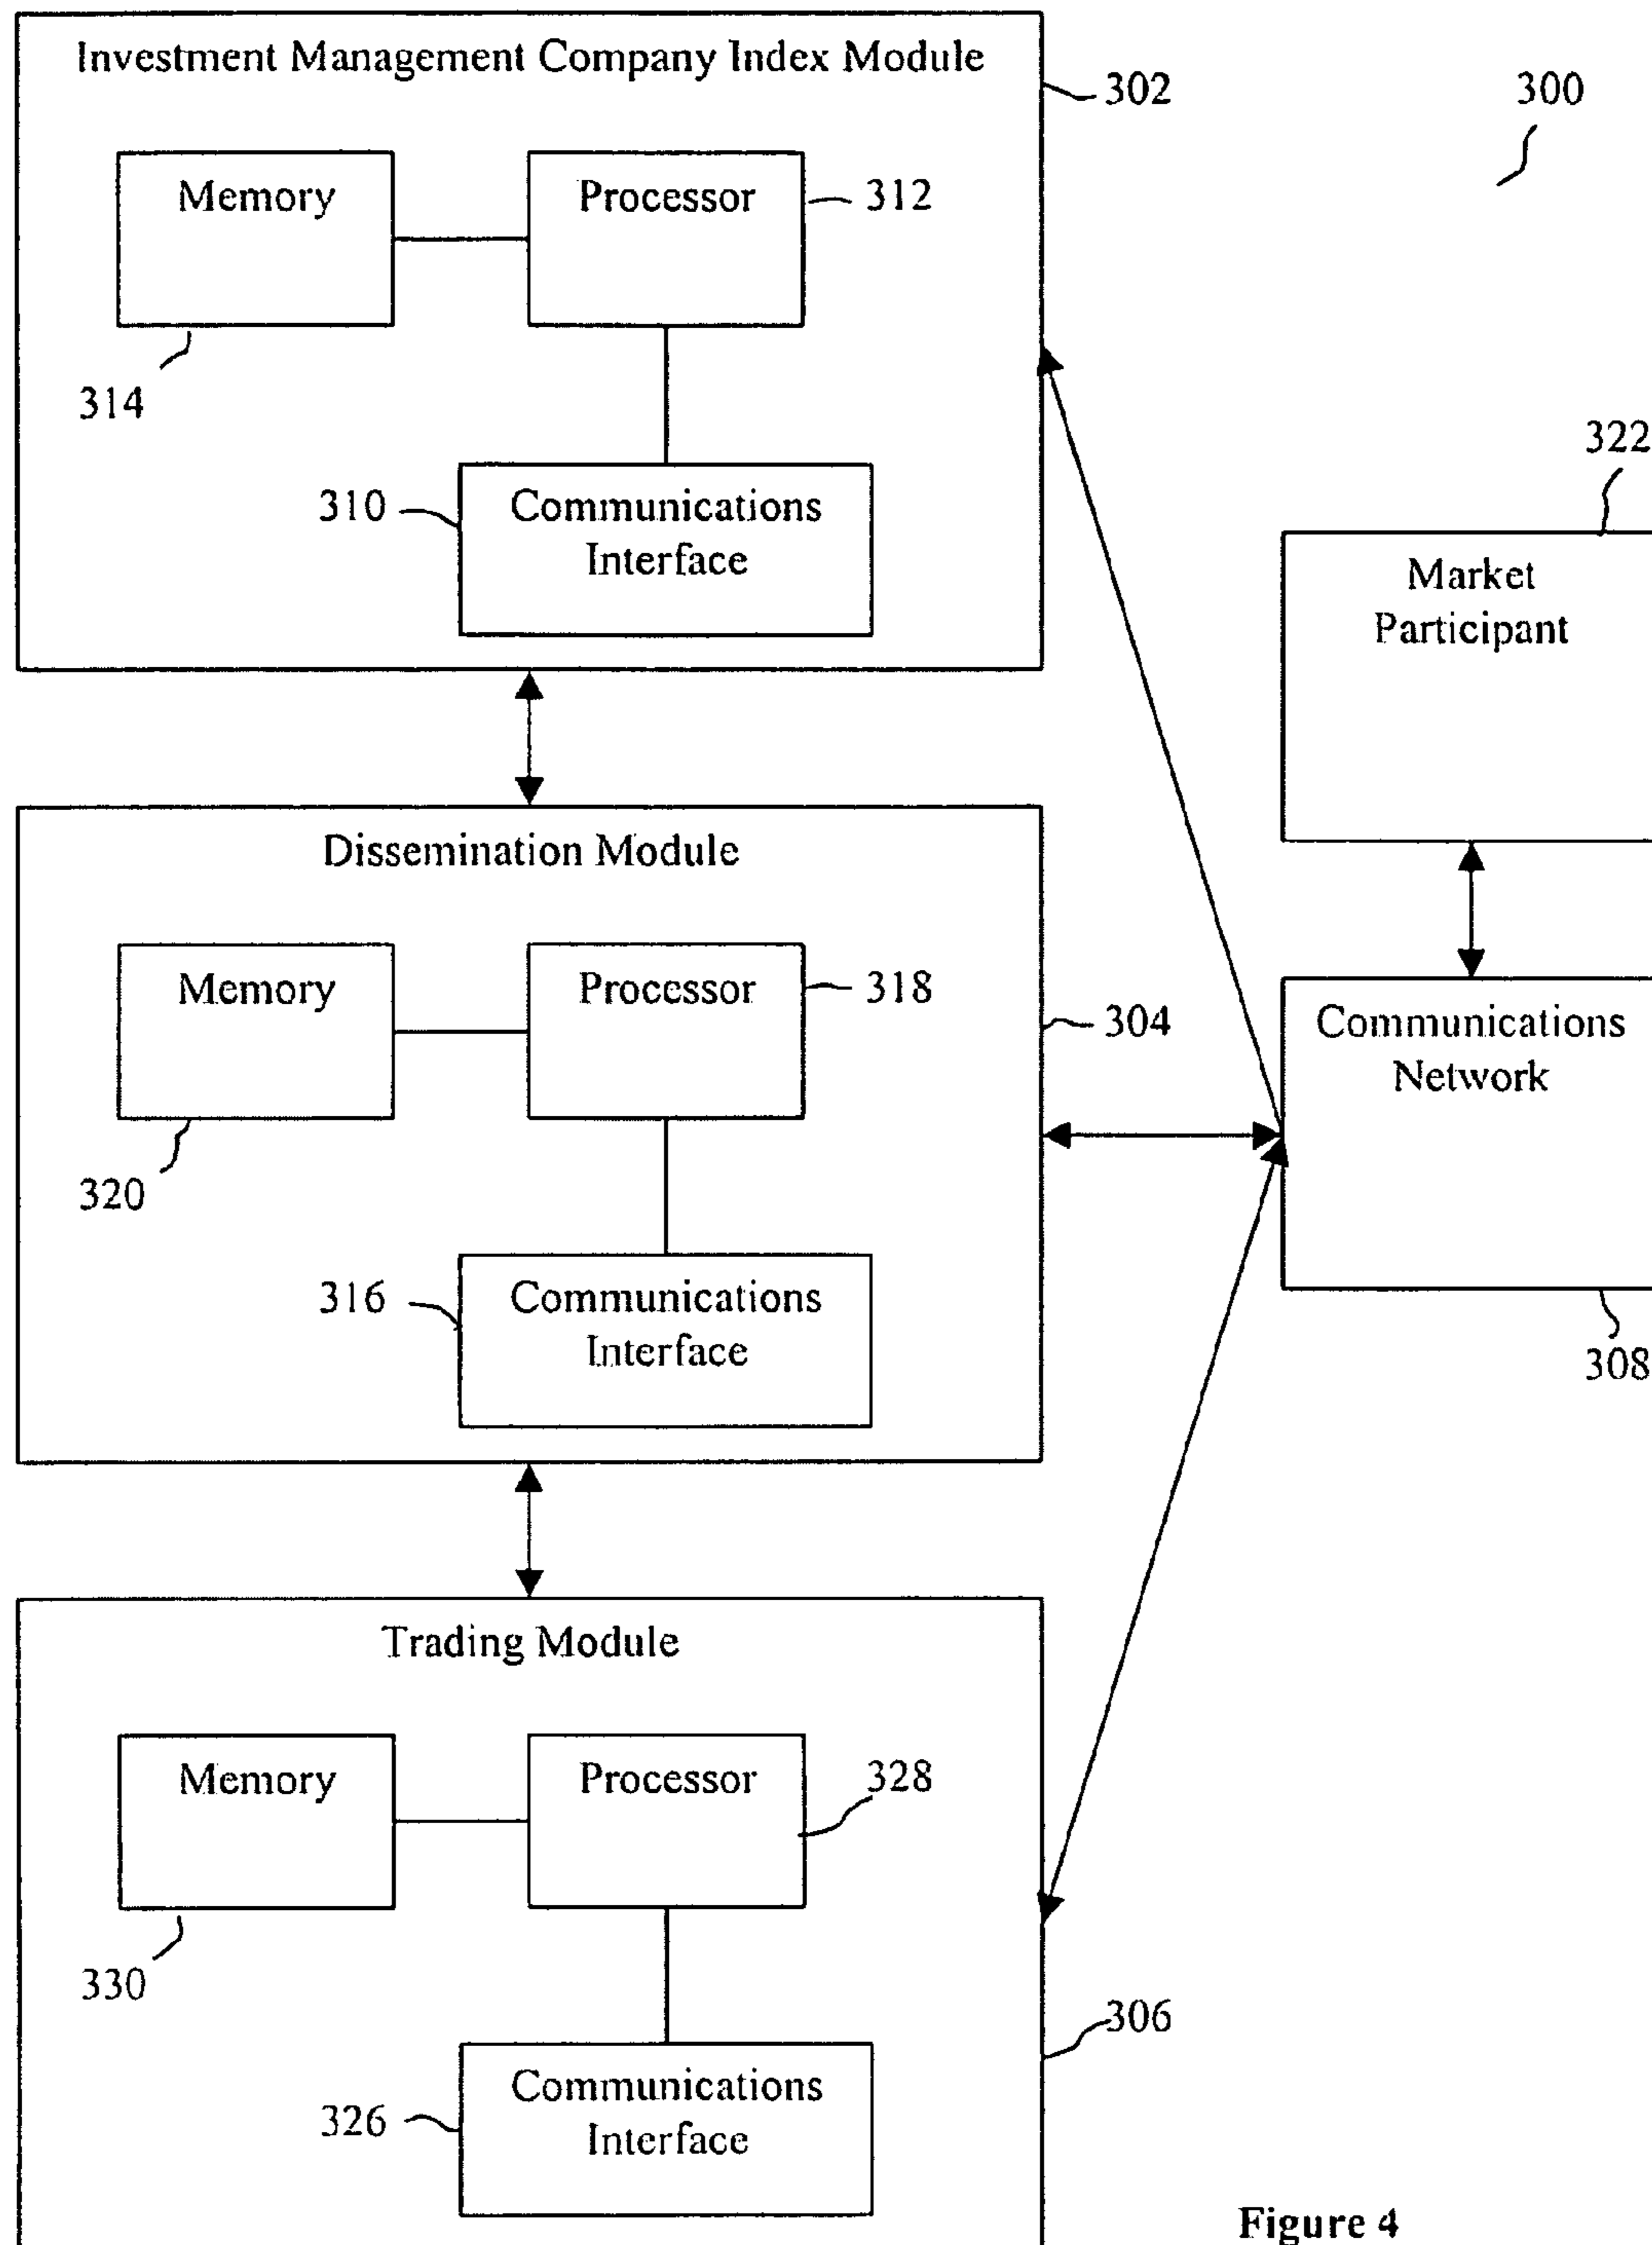 Investment Management Company Index Module
302
300
Memory
Processor
312
314
310
Communications
Interface
322
Market
Participant
Dissemination Module
Memory
Processor
318
304
Communications
Network
320
316
Communications
Interface
308
Trading Module
Memory
Processor
328
330
306
326
Communications
Interface
Figure 4